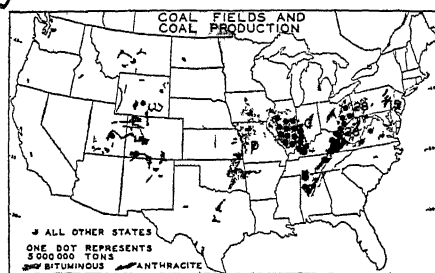 COAL FIELDS AND
COAL PRODUCTION
ALL OTHER STATES
ONE DOT REPRESENTS
5 000 000 TONS
BITUMINOUS ANTHRACITE